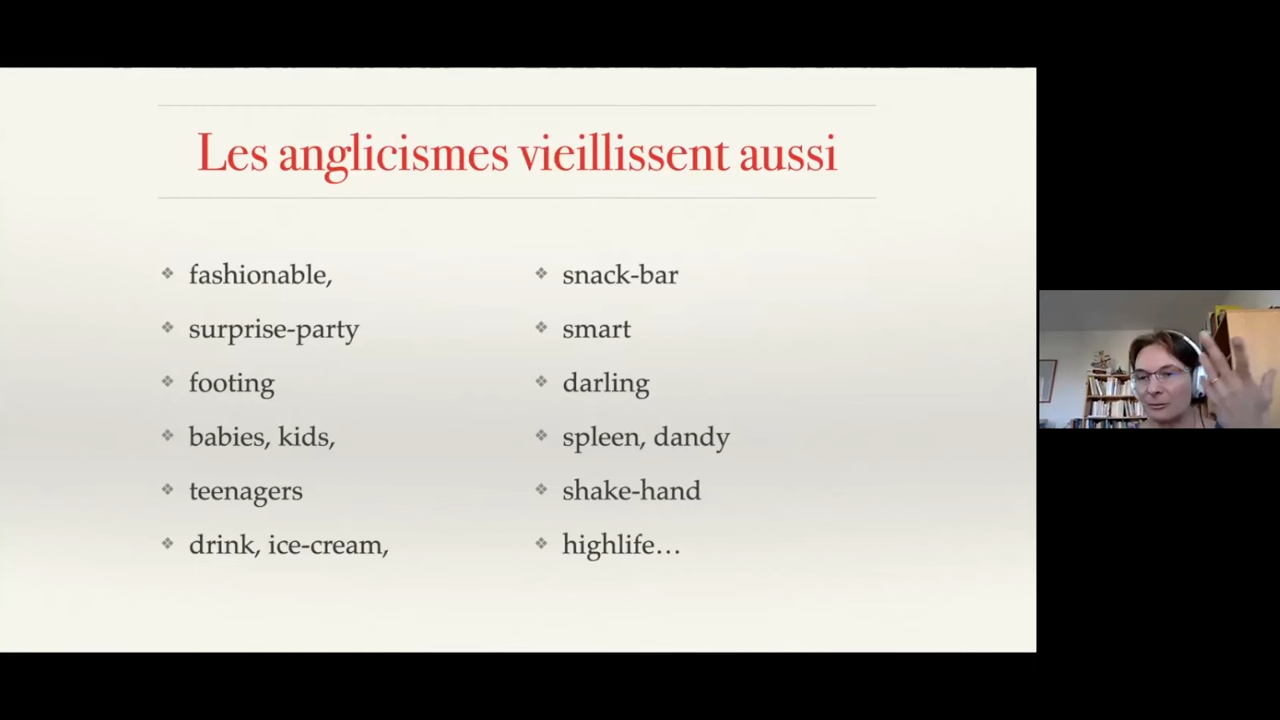 Les anglicismes vieillissent aussi
fashionable,
surprise-party
footing
babies, kids,
teenagers
drink, ice-cream,
snack-bar
smart
darling
spleen, dandy
shake-hand
highlife…